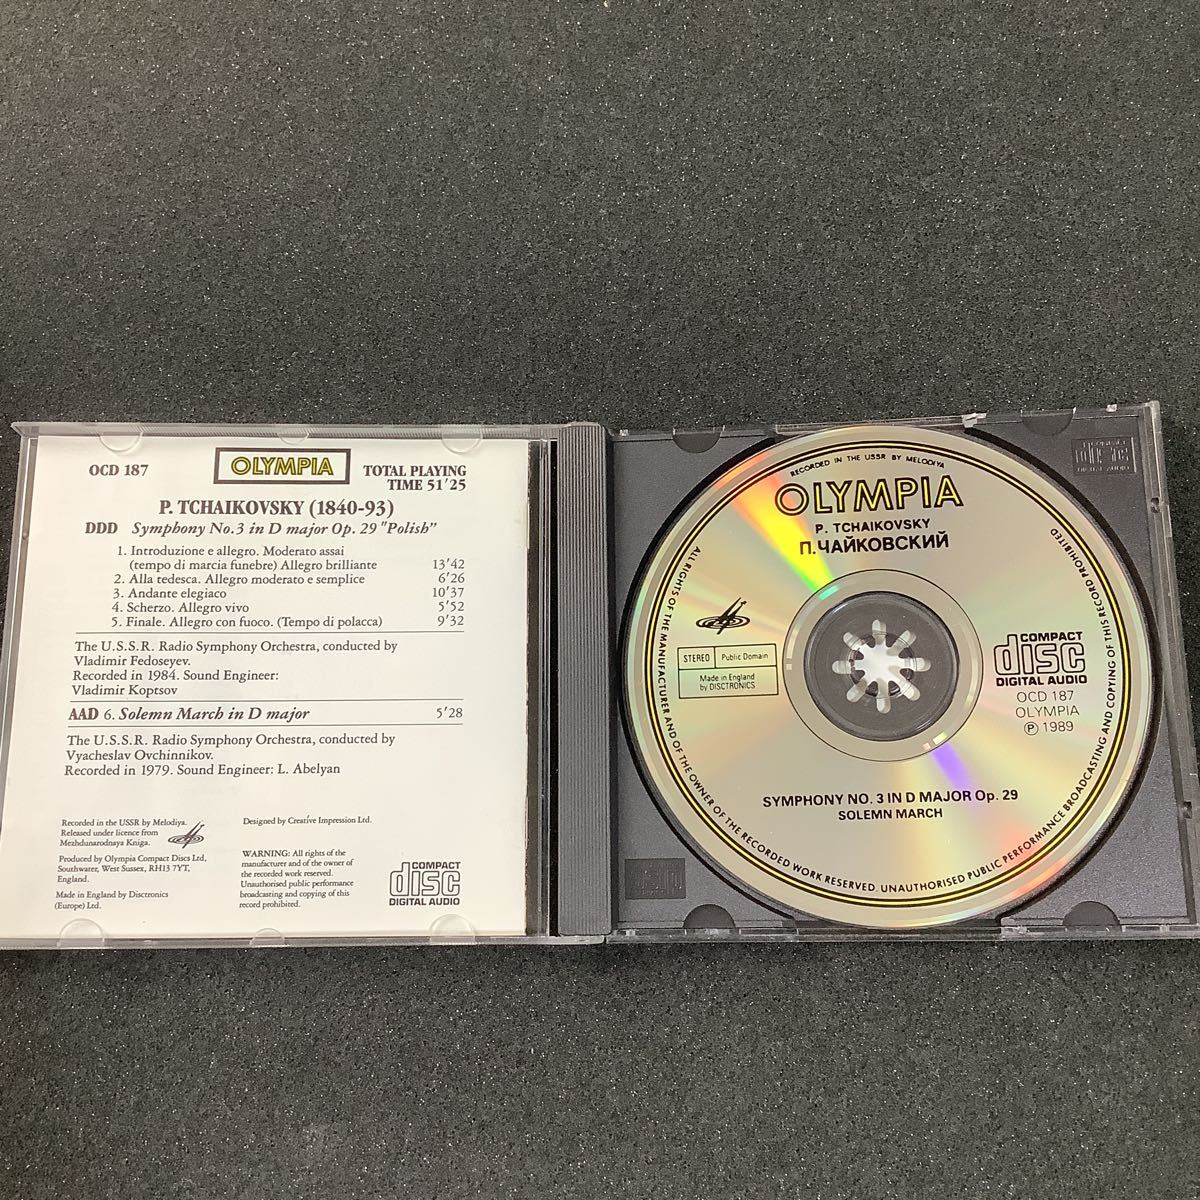 OCD 187
OLYMPIA
TOTAL PLAYING
TIME 51'25
P. TCHAIKOVSKY (1840-93)
DDD Symphony No.3 in D major Op. 29 "Polish"
1. Introduzione e allegro. Moderato assai
(tempo di marcia funebre) Allegro brillante 13'42
2. Alla tedesca. Allegro moderato e semplice 6'26
3. Andante elegiaco 10'37
4. Scherzo. Allegro vivo 5'52
5. Finale. Allegro con fuoco. (Tempo di polacca) 9'32
The U.S.S.R. Radio Symphony Orchestra, conducted by
Vladimir Fedoseyev.
Recorded in 1984. Sound Engineer:
Vladimir Koptsov
AAD 6. Solemn March in D major 5'28
The U.S.S.R. Radio Symphony Orchestra, conducted by
Vyacheslav Ovchinnikov.
Recorded in 1979. Sound Engineer: L. Abelyan
Recorded in the USSR by Melodiya.
Released under licence from
Mezhdunarodnaya Kniga.
Produced by Olympia Compact Discs Ltd,
Southwater, West Sussex, RH13 7YT,
England.
Made in England by Disctronics
(Europe) Ltd.
Designed by Creative Impression Ltd.
WARNING: All rights of the
manufacturer and of the owner of
the recorded work reserved.
Unauthorised public performance
broadcasting and copying of this
record prohibited.
COMPACT
disc
DIGITAL AUDIO
RECORDED IN THE USSR BY MELODIYA
OLYMPIA
P. TCHAIKOVSKY
П.ЧАЙКОВСКИЙ
STEREO Public Domain
Made in England
by DISCTRONICS
COMPACT
disc
DIGITAL AUDIO
OCD 187
OLYMPIA
Ⓟ 1989
SYMPHONY NO. 3 IN D MAJOR Op. 29
SOLEMN MARCH
ALL RIGHTS OF THE MANUFACTURER AND OF THE OWNER OF THE RECORDED WORK RESERVED. UNAUTHORISED PUBLIC PERFORMANCE BROADCASTING AND COPYING OF THIS RECORD PROHIBITED
COMPACT
disc
DIGITAL AUDIO